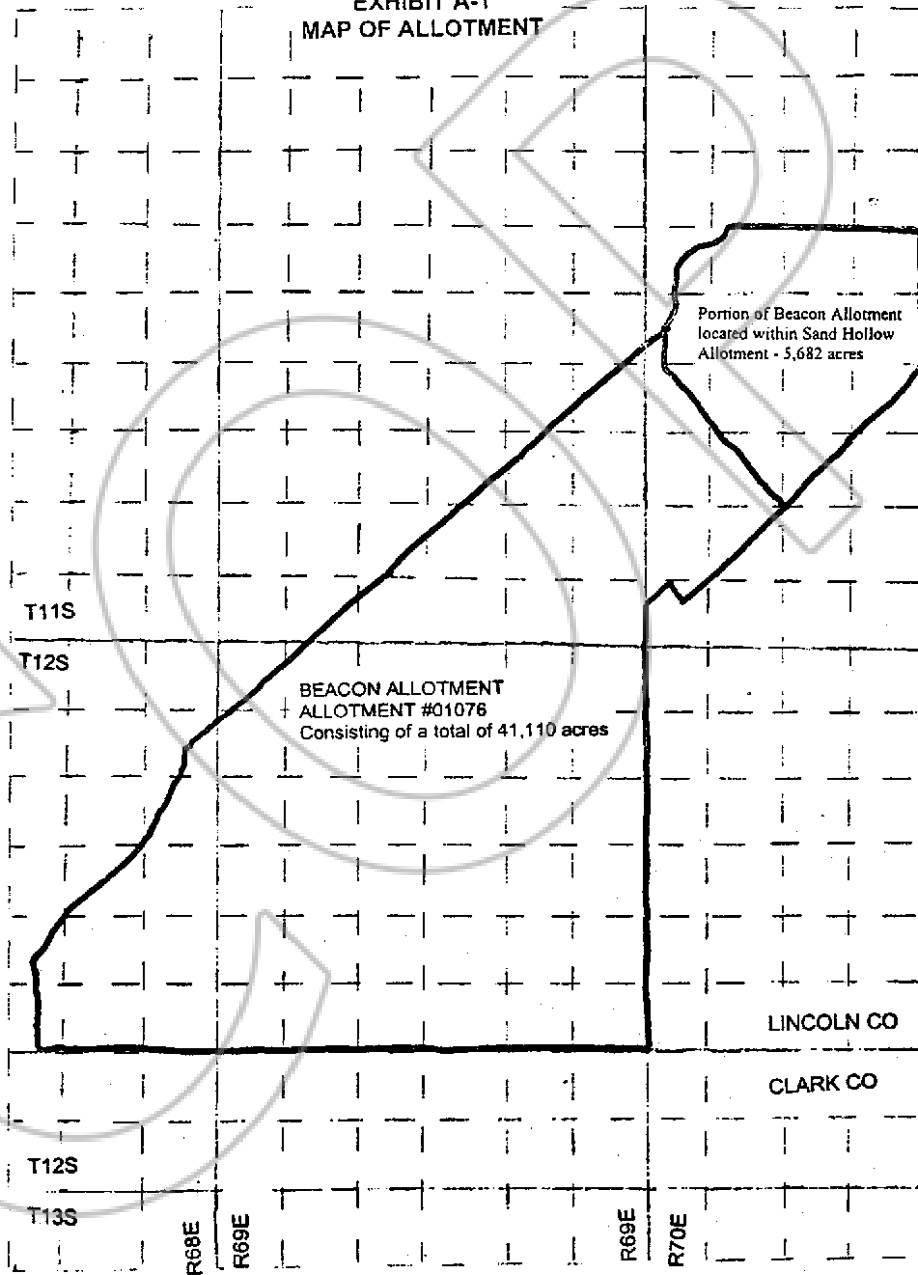 EXHIBIT A-1
MAP OF ALLOTMENT
Portion of Beacon Allotment
located within Sand Hollow
Allotment - 5,682 acres
T11S
T12S
BEACON ALLOTMENT
ALLOTMENT #01076
Consisting of a total of 41,110 acres
LINCOLN CO
CLARK CO
T12S
T13S
R68E
R69E
R69E
R70E